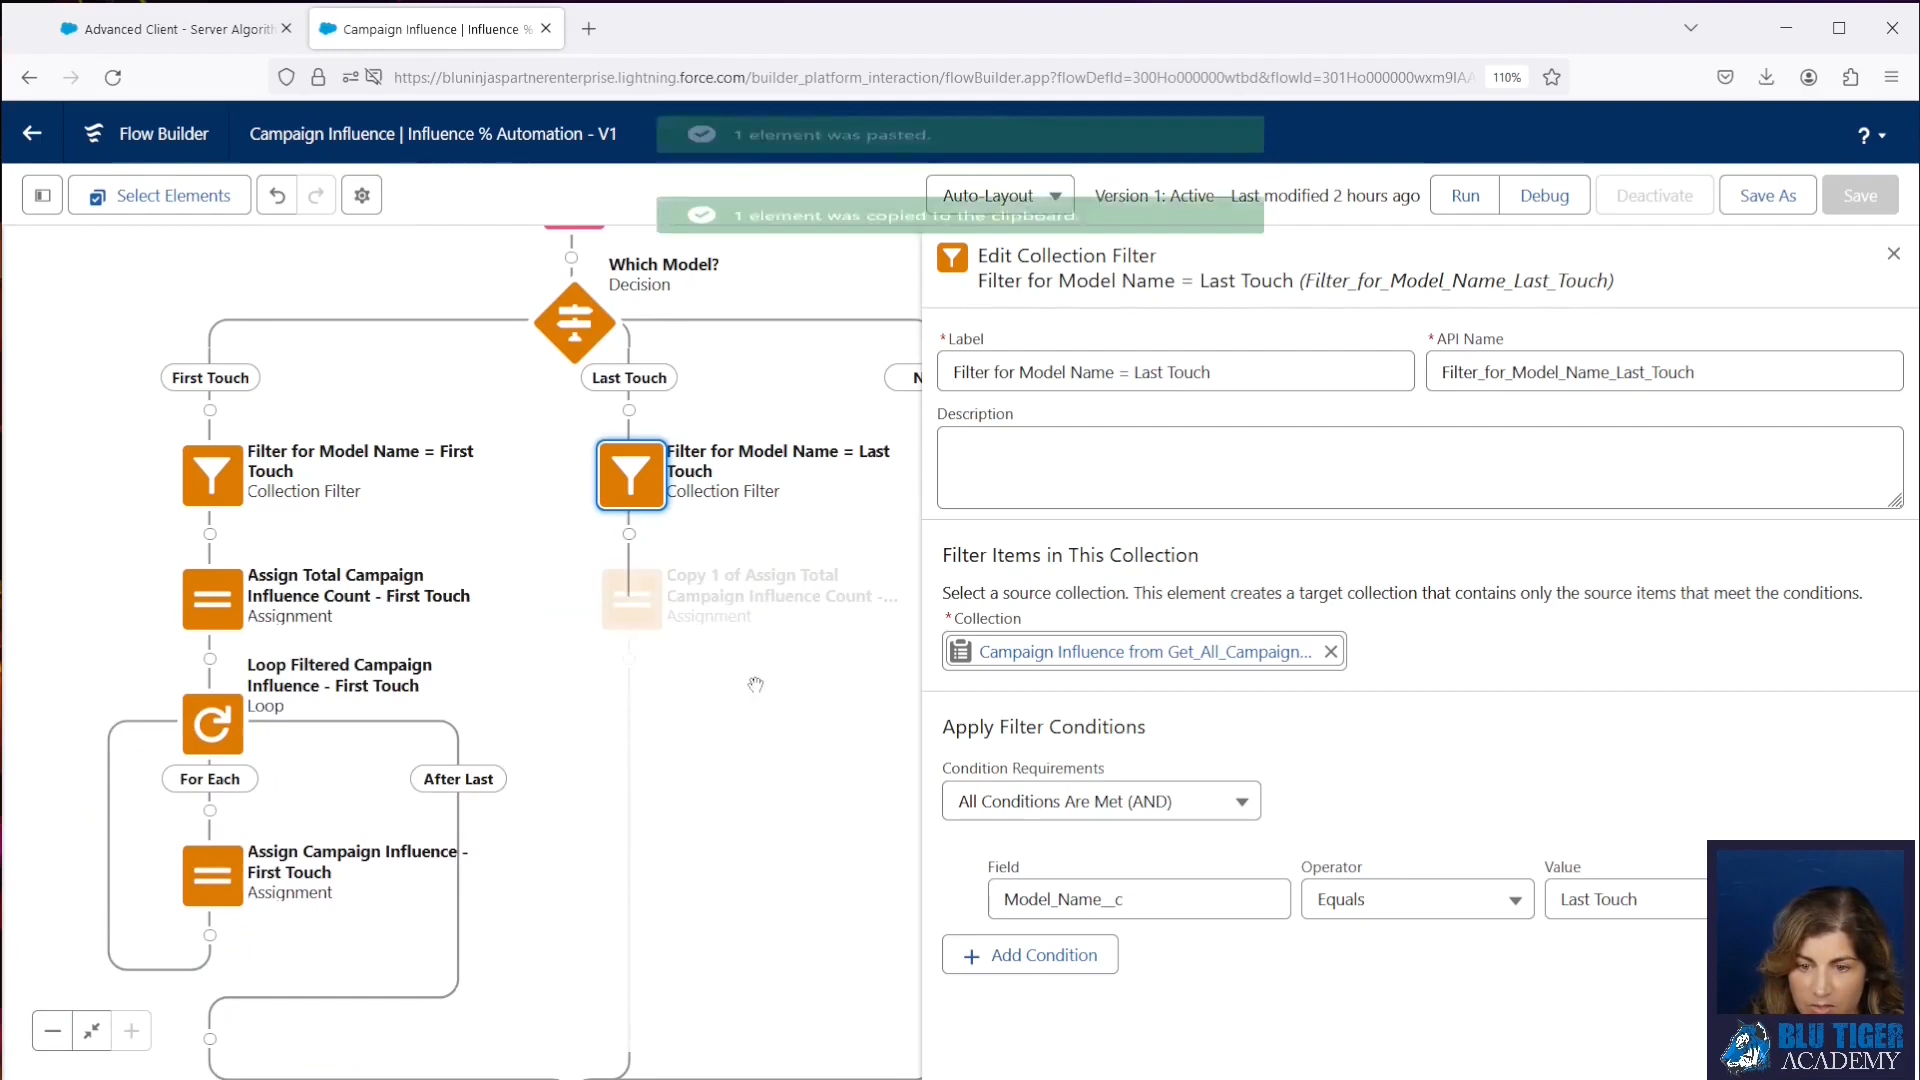 Advanced Client - Server Algorith
Campaign Influence | Influence %
https://bluninjaspartnerenterprise.lightning.force.com/builder_platform_interaction/flowBuilder.app?flowDefId=300Ho000000wtbd&flowId=301Ho000000wxm9IAA
110%
Flow Builder
Campaign Influence | Influence % Automation - V1
1 element was pasted.
?
Select Elements
Auto-Layout
Version 1: Active—Last modified 2 hours ago
Run
Debug
Deactivate
Save As
Save
1 element was copied to the clipboard.
Which Model?
Decision
First Touch
Last Touch
N
Filter for Model Name = First
Touch
Collection Filter
Filter for Model Name = Last
Touch
Collection Filter
Assign Total Campaign
Influence Count - First Touch
Assignment
Copy 1 of Assign Total
Campaign Influence Count -...
Assignment
Loop Filtered Campaign
Influence - First Touch
Loop
For Each
After Last
Assign Campaign Influence -
First Touch
Assignment
Edit Collection Filter
Filter for Model Name = Last Touch (Filter_for_Model_Name_Last_Touch)
*Label
*API Name
Filter for Model Name = Last Touch
Filter_for_Model_Name_Last_Touch
Description
Filter Items in This Collection
Select a source collection. This element creates a target collection that contains only the source items that meet the conditions.
*Collection
Campaign Influence from Get_All_Campaign...
Apply Filter Conditions
Condition Requirements
All Conditions Are Met (AND)
Field
Operator
Value
Model_Name__c
Equals
Last Touch
+ Add Condition
BLU TIGER
ACADEMY